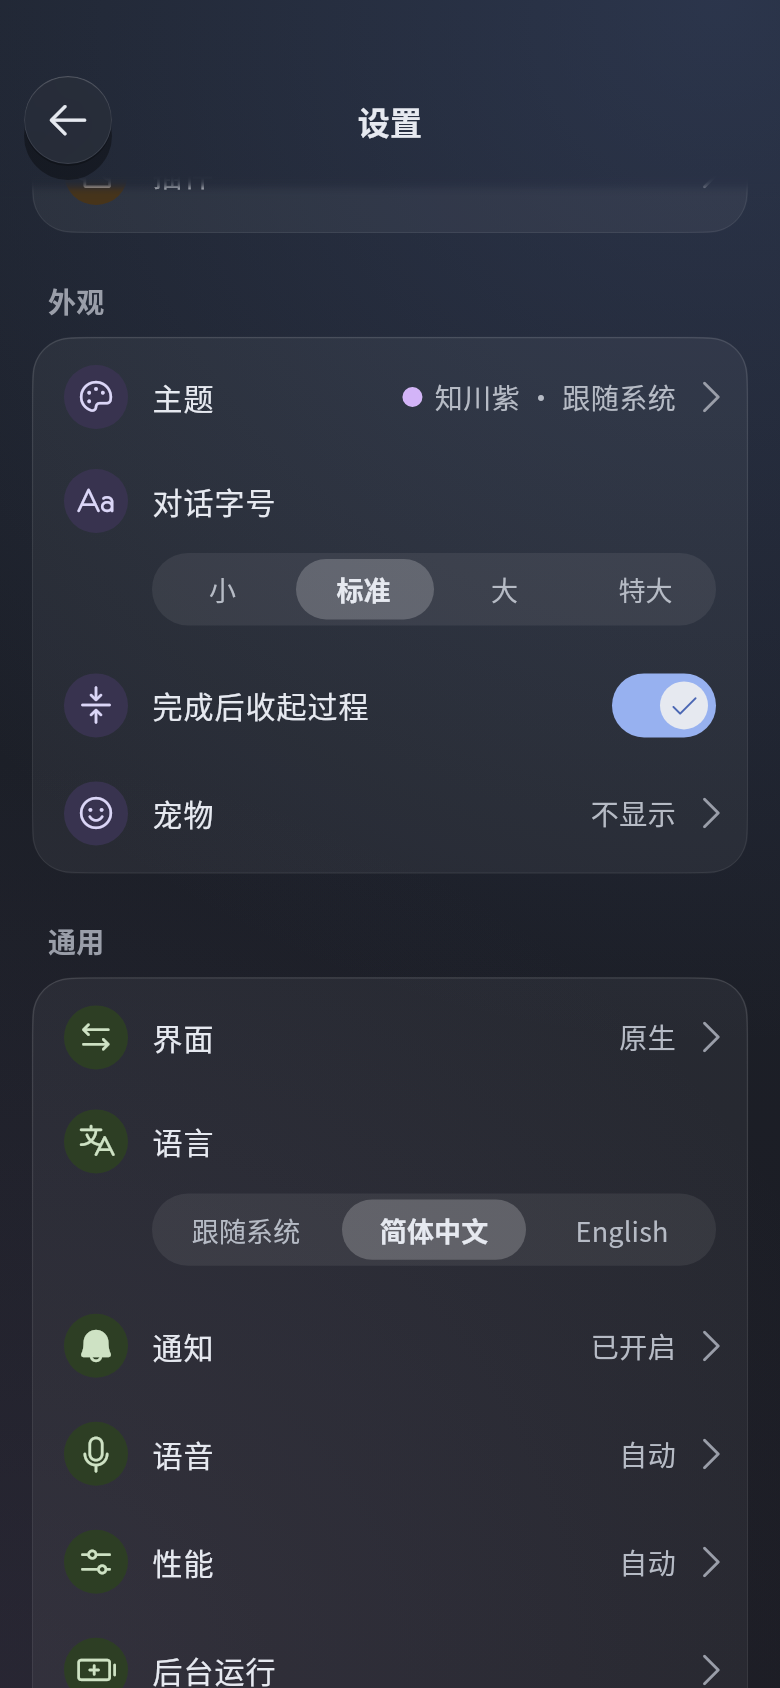 设置
外观
主题
知川紫 · 跟随系统
Aa
对话字号
小 标准 大 特大
完成后收起过程
宠物
不显示
通用
界面
原生
文A
语言
跟随系统 简体中文 English
通知
已开启
语音
自动
性能
自动
后台运行